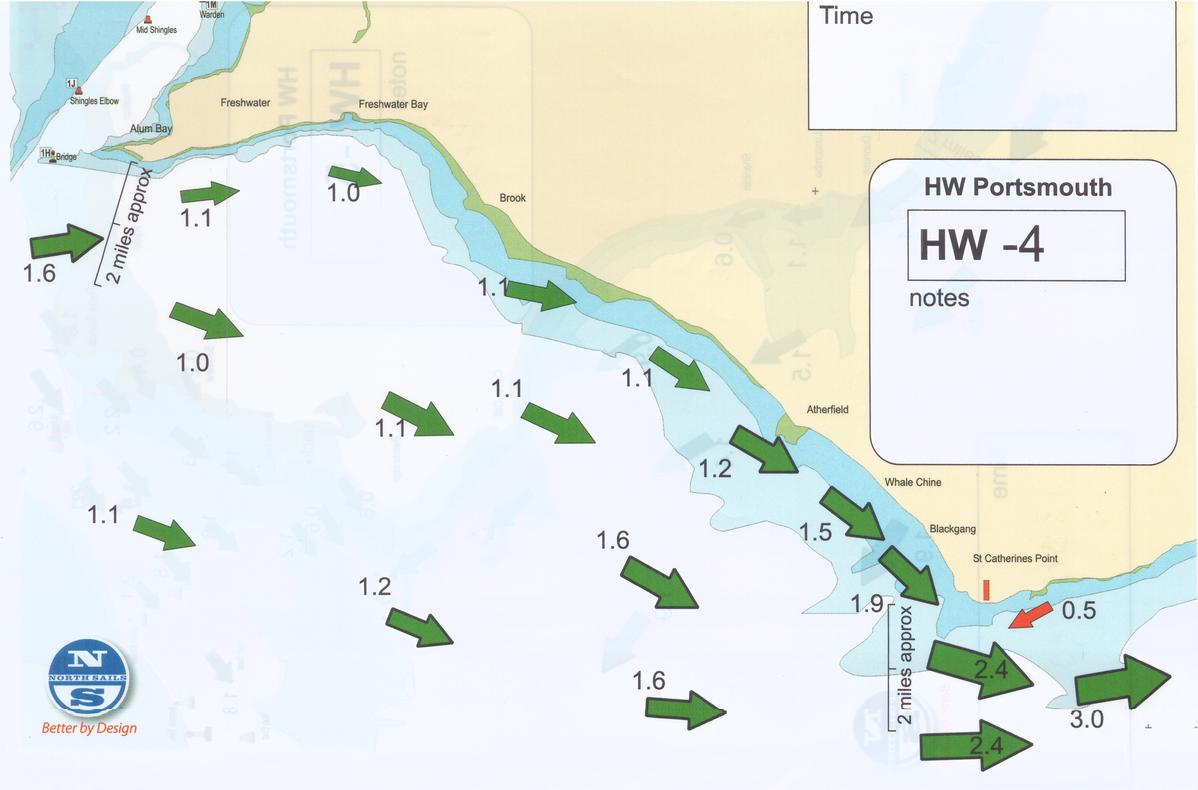 Time
1M
Warden
Mid Shingles
1J
Shingles Elbow
Freshwater
Freshwater Bay
Alum Bay
1H
Bridge
HW Portsmouth
HW -4
notes
1.0
Brook
1.1
2 miles approx
1.6
1.1
1.0
1.1
1.1
1.1
Atherfield
1.2
Whale Chine
1.1
1.5
Blackgang
1.6
St Catherines Point
1.2
1.9
0.5
2 miles approx
2.4
1.6
3.0
2.4
N
NORTH SAILS
S
Better by Design